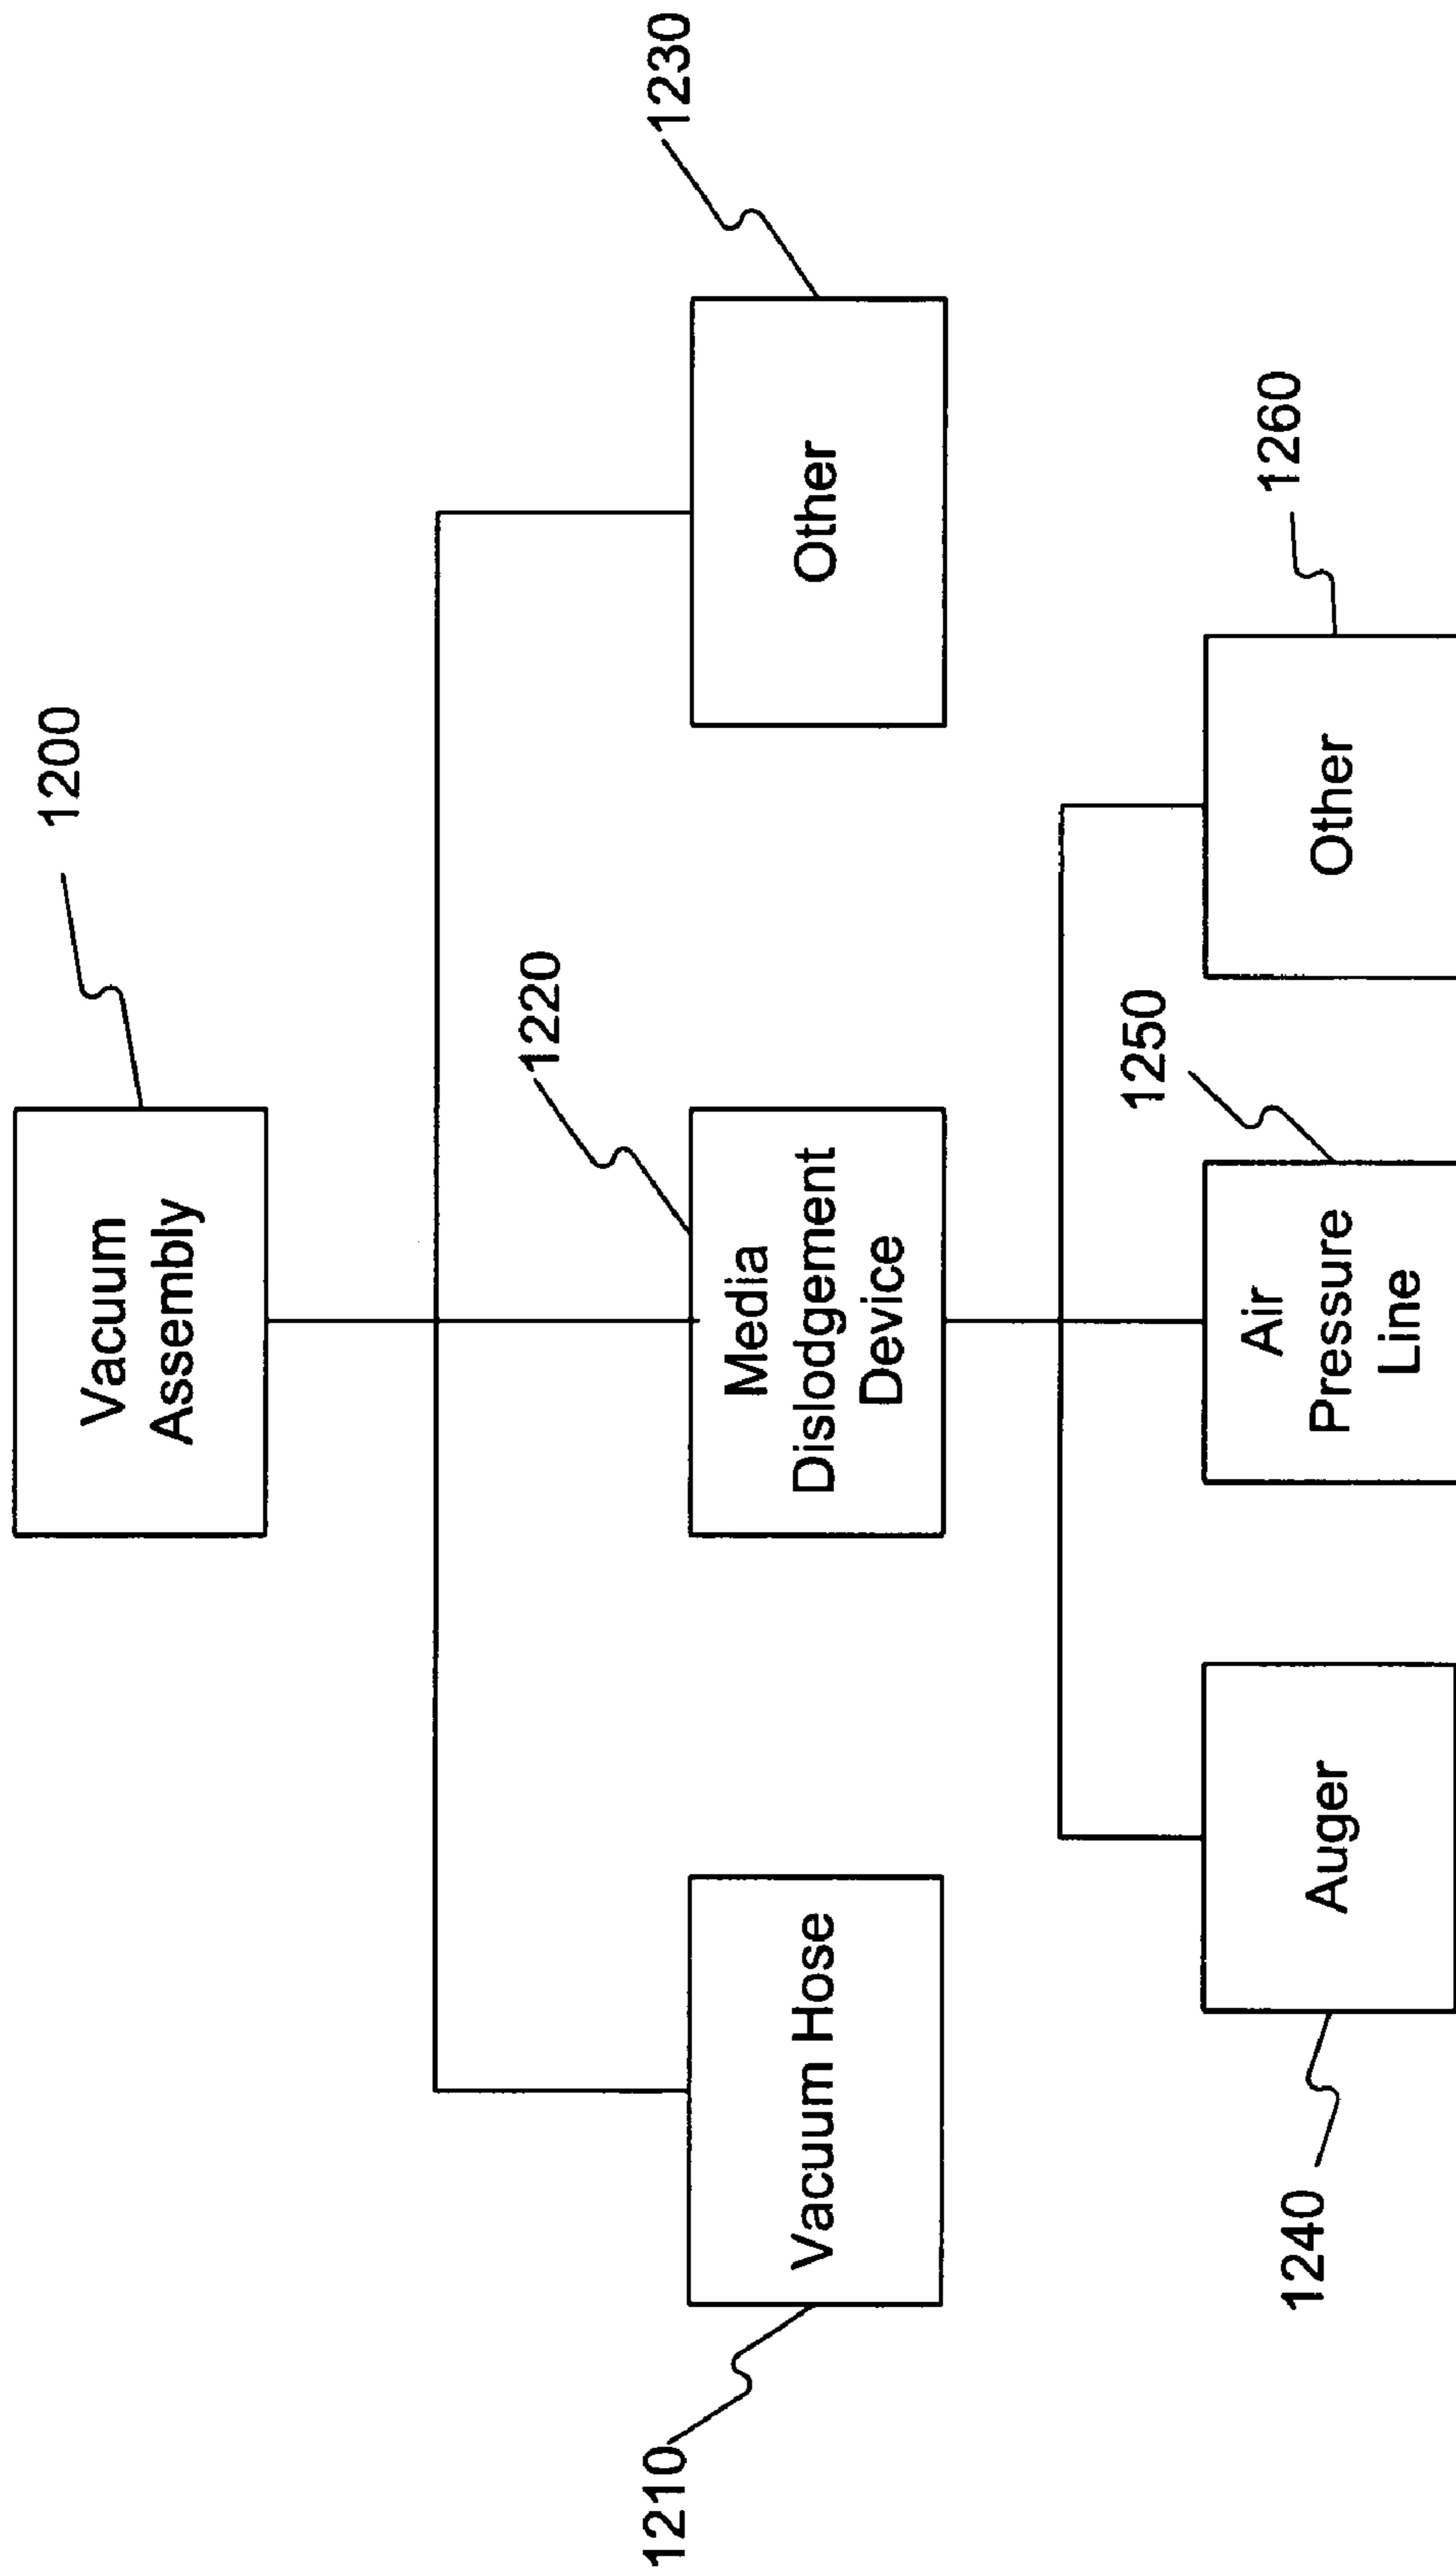 Vacuum
Assembly
1200
1210
Vacuum Hose
1220
Media
Dislodgement
Device
1230
Other
1240
Auger
1250
Air
Pressure
Line
1260
Other